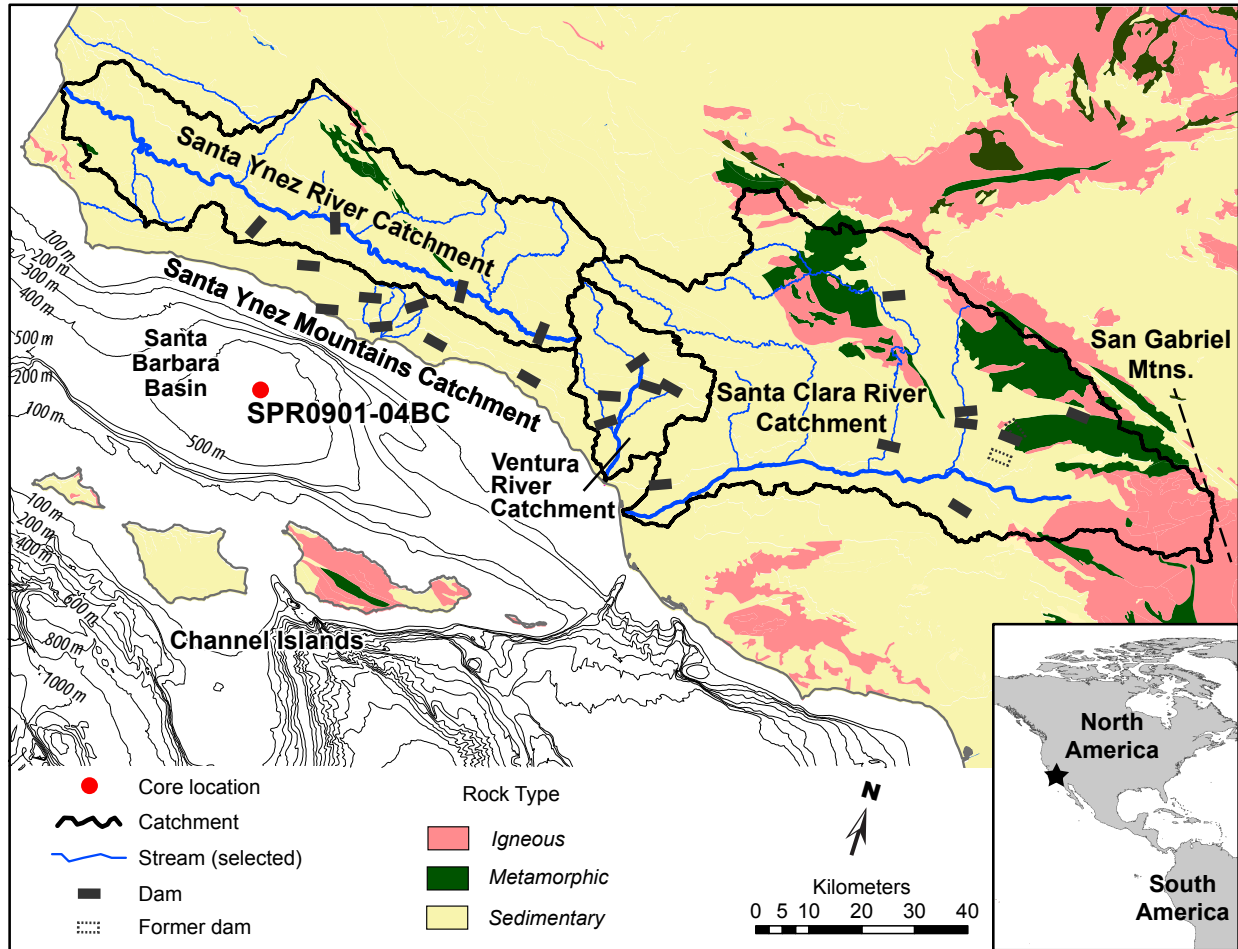 Santa Ynez River Catchment
Santa Ynez Mountains Catchment
100 m
200 m
300 m
400 m
500 m
200 m
100 m
Santa
Barbara
Basin
SPR0901-04BC
500 m
Ventura
River
Catchment
Santa Clara River
Catchment
San Gabriel
Mtns.
100 m
200 m
400 m
600 m
800 m
1000 m
Channel Islands
Core location
Catchment
Stream (selected)
Dam
Former dam
Rock Type
Igneous
Metamorphic
Sedimentary
N
Kilometers
0 5 10 20 30 40
North
America
South
America